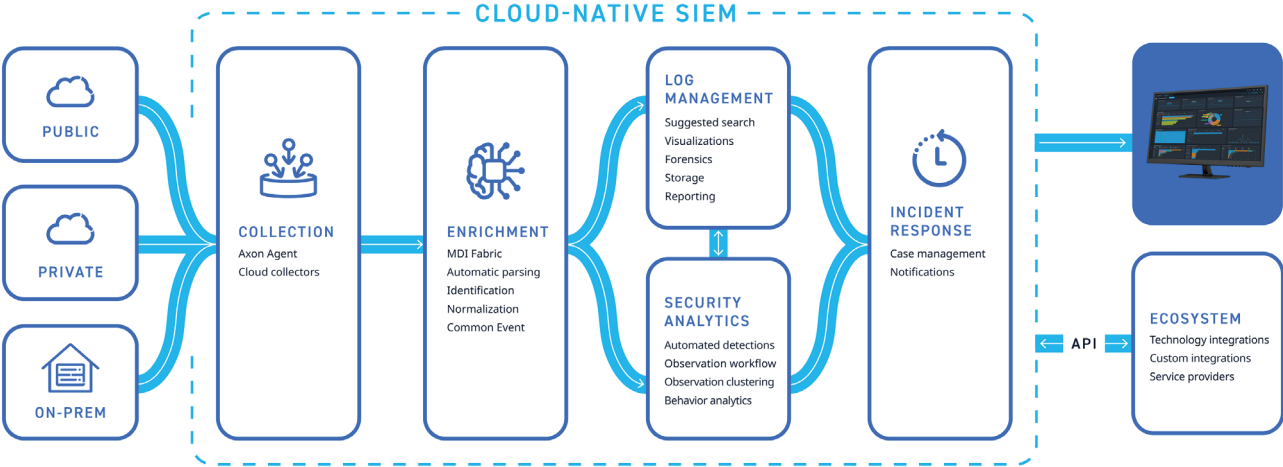 CLOUD-NATIVE SIEM
PUBLIC
PRIVATE
ON-PREM
COLLECTION
Axon Agent
Cloud collectors
ENRICHMENT
MDI Fabric
Automatic parsing
Identification
Normalization
Common Event
LOG
MANAGEMENT
Suggested search
Visualizations
Forensics
Storage
Reporting
SECURITY
ANALYTICS
Automated detections
Observation workflow
Observation clustering
Behavior analytics
INCIDENT
RESPONSE
Case management
Notifications
API
ECOSYSTEM
Technology integrations
Custom integrations
Service providers